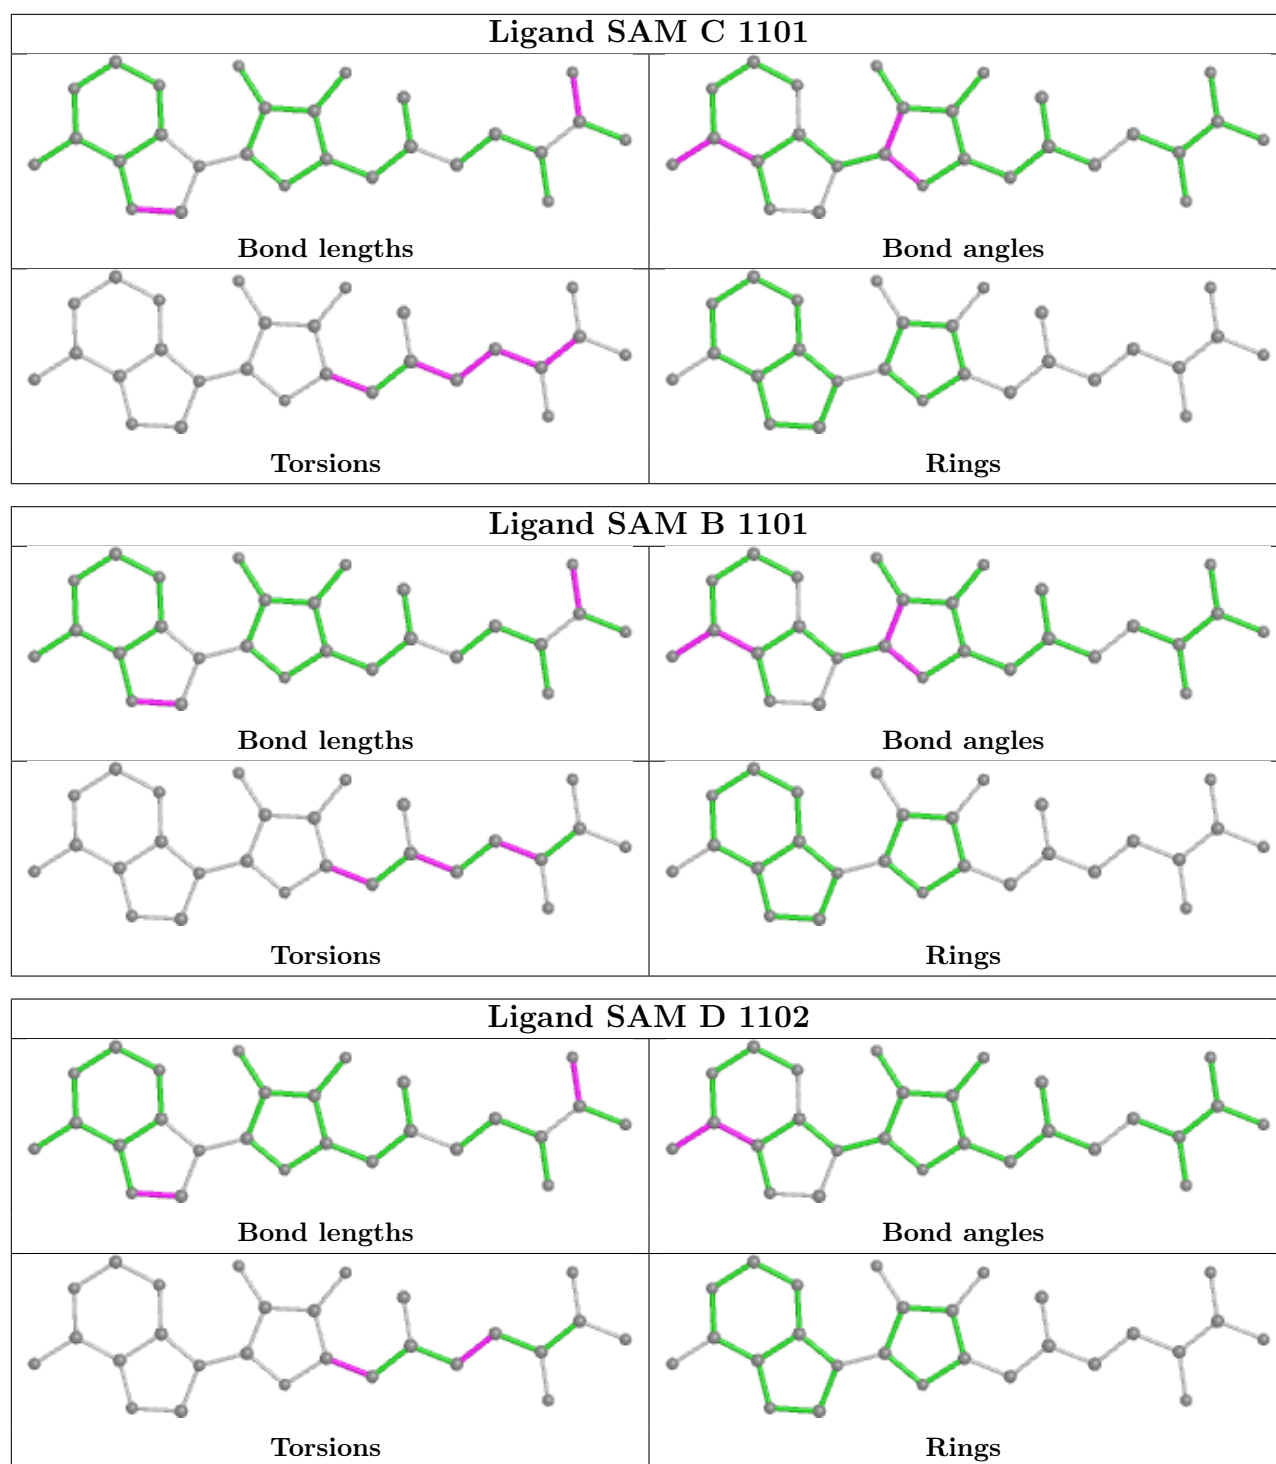 Ligand SAM C 1101
Bond lengths
Bond angles
Torsions
Rings
Ligand SAM B 1101
Bond lengths
Bond angles
Torsions
Rings
Ligand SAM D 1102
Bond lengths
Bond angles
Torsions
Rings